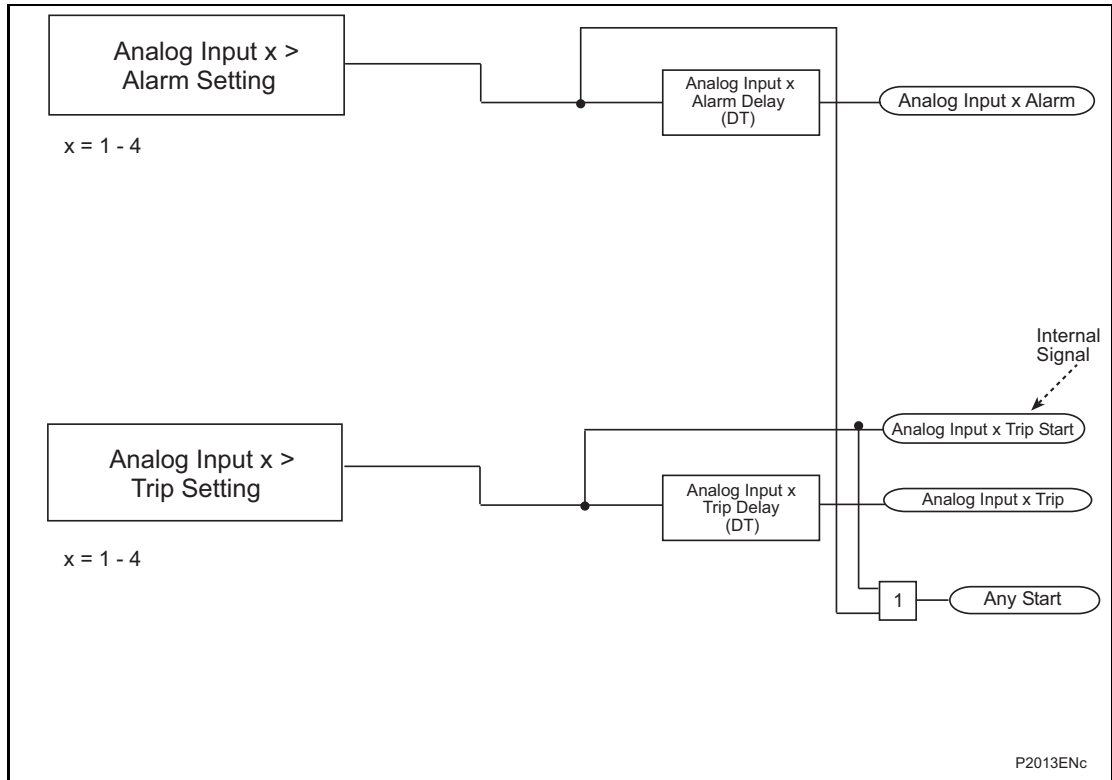 Analog Input x >
Alarm Setting
x = 1 - 4
Analog Input x
Alarm Delay
(DT)
Analog Input x Alarm
Internal
Signal
Analog Input x >
Trip Setting
x = 1 - 4
Analog Input x Trip Start
Analog Input x
Trip Delay
(DT)
Analog Input x Trip
1
Any Start
P2013ENc